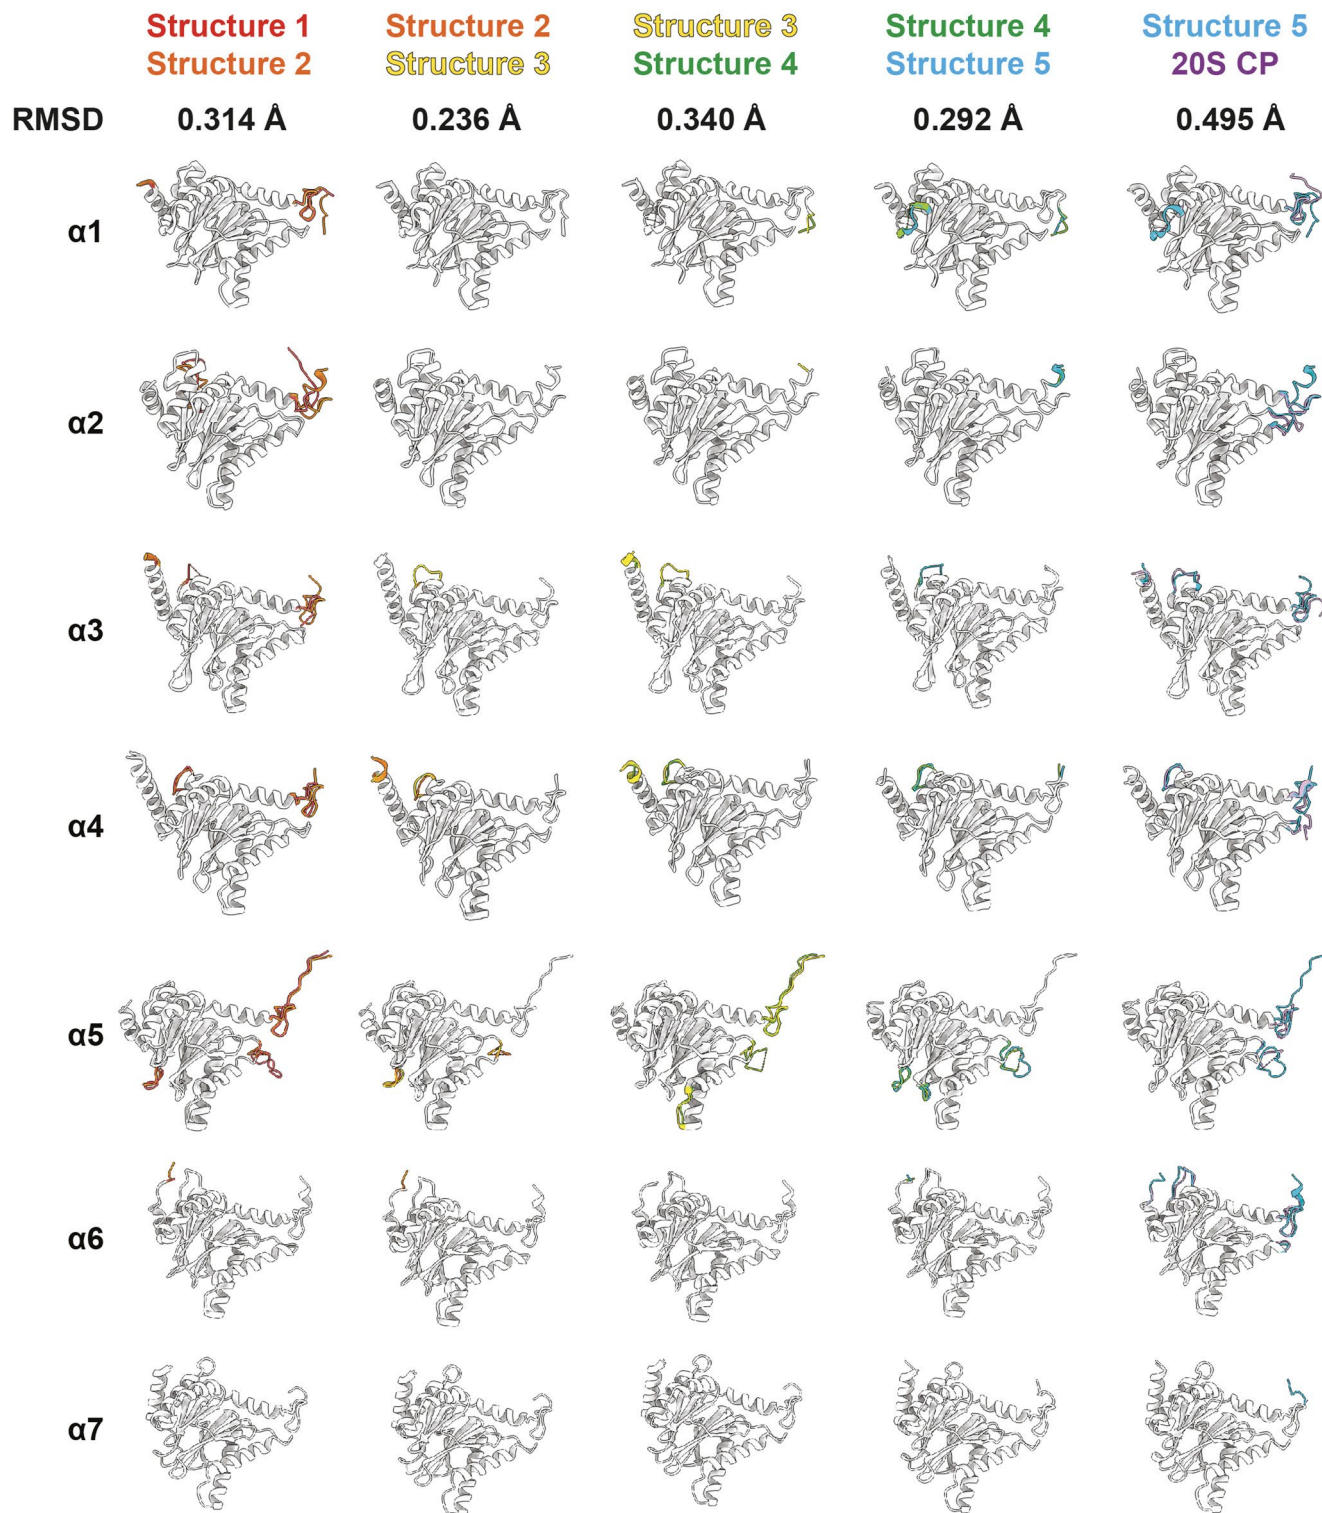 Structure 1 Structure 2 Structure 3 Structure 4 Structure 5
Structure 2 Structure 3 Structure 4 Structure 5 20S CP
RMSD 0.314 Å 0.236 Å 0.340 Å 0.292 Å 0.495 Å
α1
α2
α3
α4
α5
α6
α7